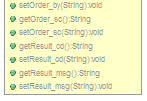 setOrder_by(String):void
getOrder_sc():String
setOrder_sc(String):void
getResult_cd():String
setResult_cd(String):void
getResult_msg():String
setResult_msg(String):void